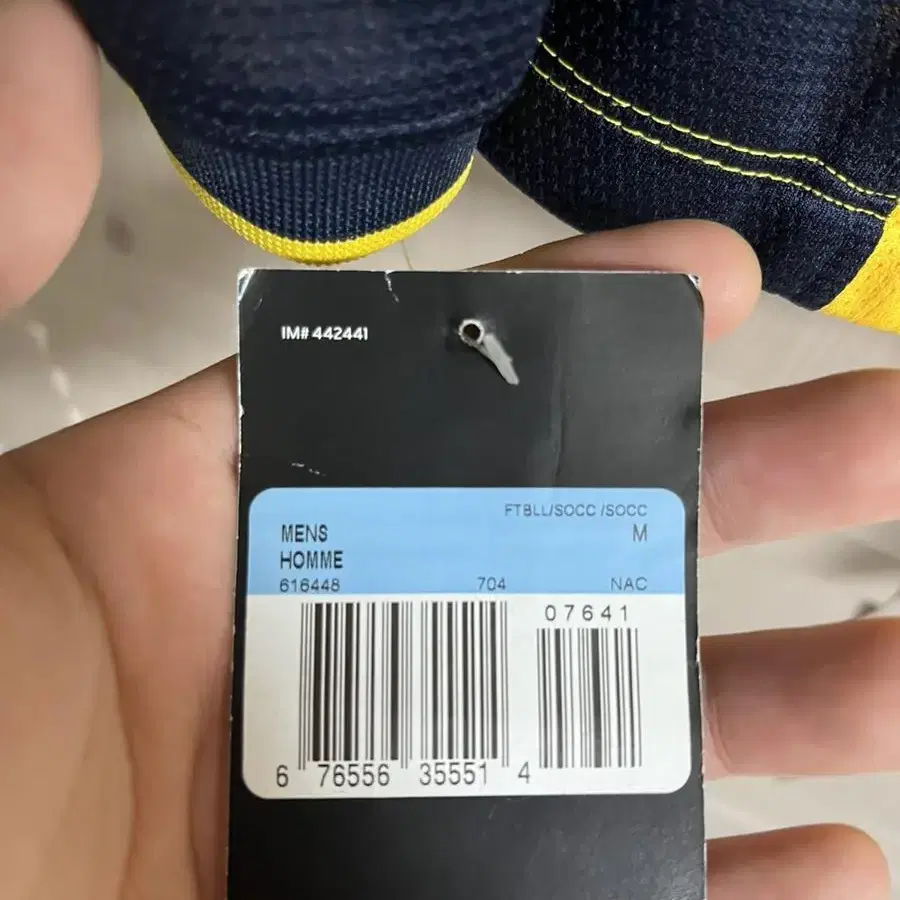 IM# 442441
FTBLL/SOCC /SOCC
MENS M
HOMME
616448 704 NAC
07641
6 76556 35551 4